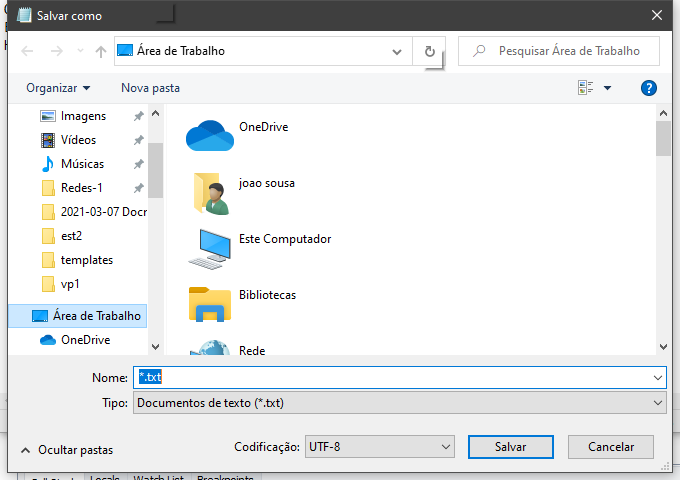 Salvar como
Área de Trabalho
Pesquisar Área de Trabalho
Organizar
Nova pasta
Imagens
Vídeos
Músicas
Redes-1
2021-03-07 Docr
est2
templates
vp1
Área de Trabalho
OneDrive
OneDrive
joao sousa
Este Computador
Bibliotecas
Rede
Nome: *.txt
Tipo: Documentos de texto (*.txt)
Ocultar pastas
Codificação: UTF-8
Salvar
Cancelar
Locals
Watch List
Breakpoints